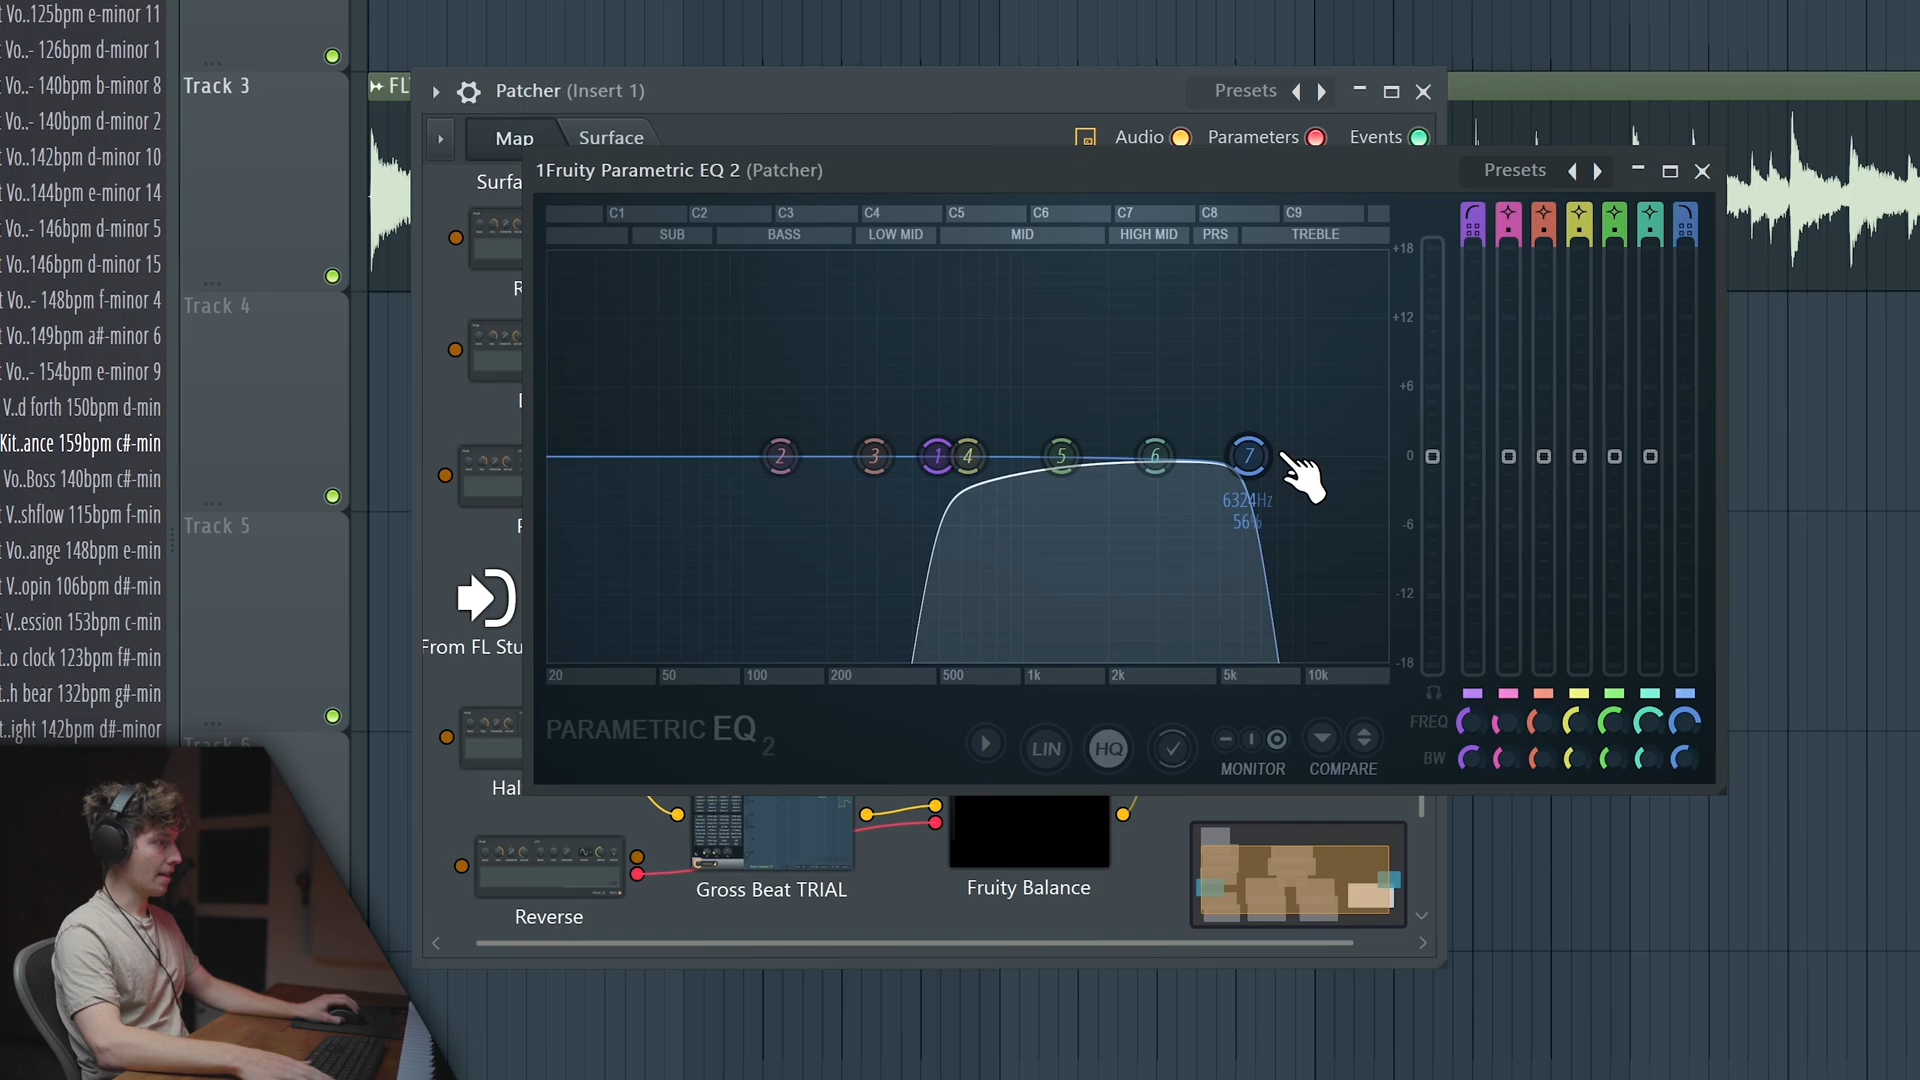 t Vo..125bpm e-minor 11
t Vo..- 126bpm d-minor 1
t Vo..- 140bpm b-minor 8
t Vo..- 140bpm d-minor 2
t Vo..142bpm d-minor 10
t Vo..144bpm e-minor 14
t Vo..- 146bpm d-minor 5
t Vo..146bpm d-minor 15
t Vo..- 148bpm f-minor 4
t Vo..149bpm a#-minor 6
t Vo..- 154bpm e-minor 9
V..d forth 150bpm d-min
Kit..ance 159bpm c#-min
Vo..Boss 140bpm c#-min
t V..shflow 115bpm f-min
t Vo..ange 148bpm e-min
t V..opin 106bpm d#-min
t V..ession 153bpm c-min
t..o clock 123bpm f#-min
t..h bear 132bpm g#-min
t..ight 142bpm d#-minor
Track 3
Track 4
Track 5
Track 6
FL
Patcher (Insert 1)
Presets
Map
Surface
Audio
Parameters
Events
Surfa
R
D
F
From FL Stu
Hal
Reverse
Gross Beat TRIAL
Fruity Balance
1Fruity Parametric EQ 2 (Patcher)
Presets
C1 C2 C3 C4 C5 C6 C7 C8 C9
SUB BASS LOW MID MID HIGH MID PRS TREBLE
+18
+12
+6
0
-6
-12
-18
2 3 1 4 5 6 7
6324Hz
56%
20 50 100 200 500 1k 2k 5k 10k
PARAMETRIC EQ 2
LIN
HQ
MONITOR
COMPARE
FREQ
BW